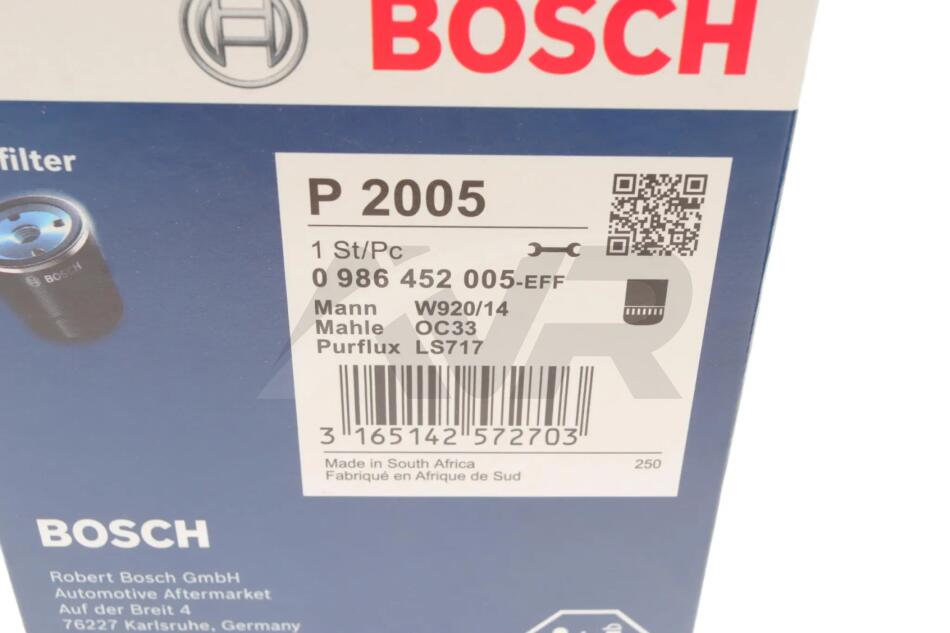 BOSCH
filter
BOSCH
P 2005
1 St/Pc
0 986 452 005-EFF
Mann W920/14
Mahle OC33
Purflux LS717
AVR
3 165142 572703
Made in South Africa 250
Fabriqué en Afrique de Sud
BOSCH
Robert Bosch GmbH
Automotive Aftermarket
Auf der Breit 4
76227 Karlsruhe, Germany